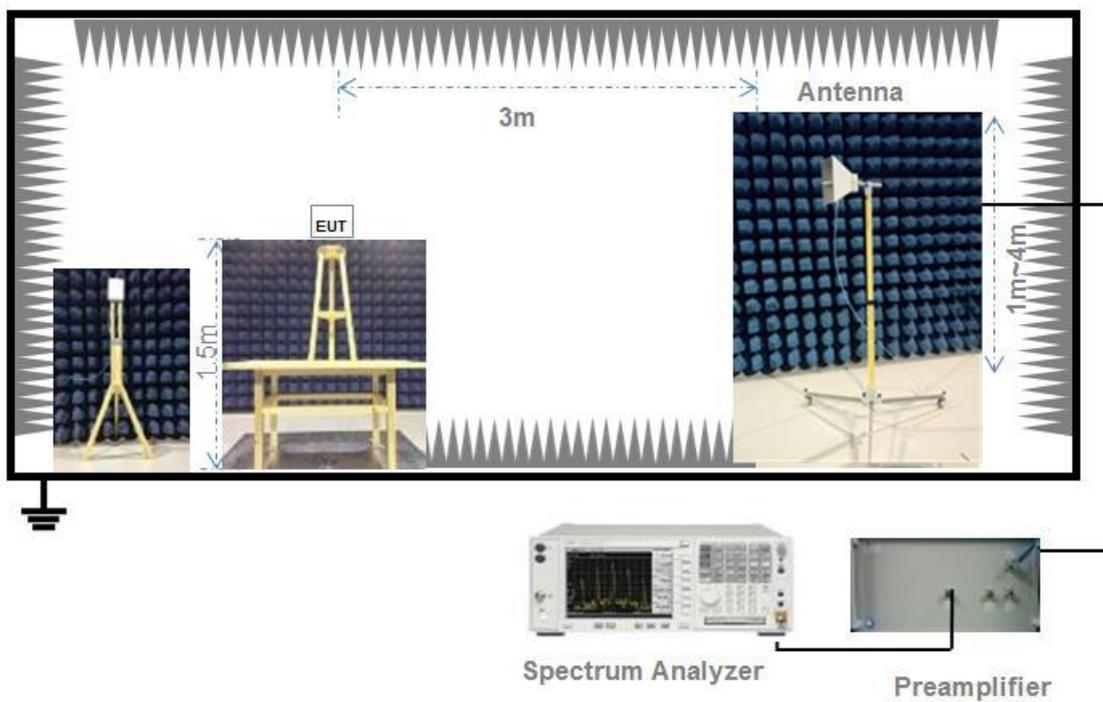 Antenna
3m
EUT
1.5m
1m~4m
Spectrum Analyzer
Preamplifier